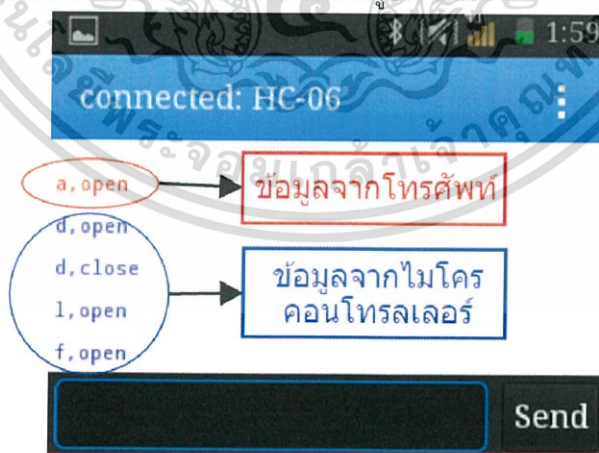 1:59
connected: HC-06
a,open
ข้อมูลจากโทรศัพท์
d,open
d,close
l,open
f,open
ข้อมูลจากไมโคร
คอนโทรลเลอร์
Send